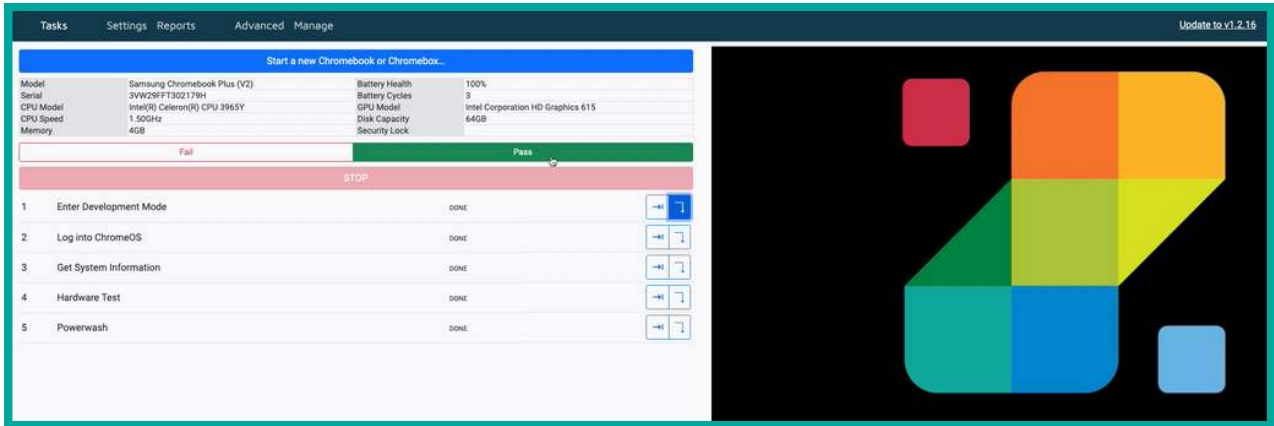 Tasks Settings Reports Advanced Manage Update to v1.2.16
Start a new Chromebook or Chromebox...
Model Samsung Chromebook Plus (V2) Battery Health 100%
Serial 3VW29FFT302179H Battery Cycles 3
CPU Model Intel(R) Celeron(R) CPU 3965Y GPU Model Intel Corporation HD Graphics 615
CPU Speed 1.50GHz Disk Capacity 64GB
Memory 4GB Security Lock
Fail Pass
STOP
1 Enter Development Mode DONE
2 Log into ChromeOS DONE
3 Get System Information DONE
4 Hardware Test DONE
5 Powerwash DONE